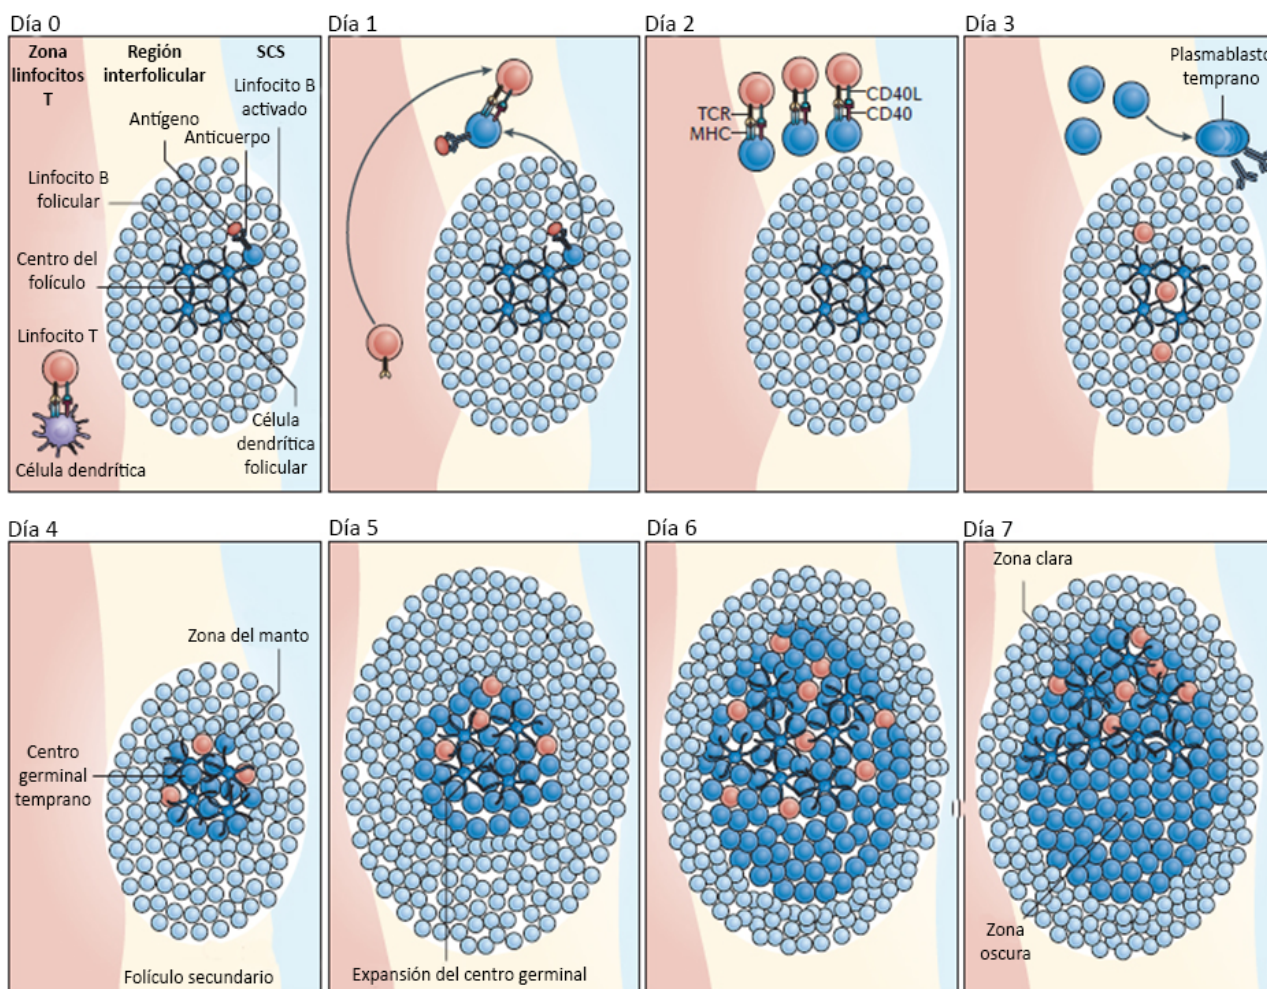 Día 0
Zona
linfocitos
T
Región
interfolicular
SCS
Linfocito B
activado
Antígeno
Anticuerpo
Linfocito B
folicular
Centro del
folículo
Linfocito T
Célula dendrítica
Célula
dendrítica
folicular
Día 1
Día 2
TCR
MHC
CD40L
CD40
Día 3
Plasmablasto
temprano
Día 4
Zona del manto
Centro
germinal
temprano
Folículo secundario
Día 5
Expansión del centro germinal
Día 6
Día 7
Zona clara
Zona
oscura